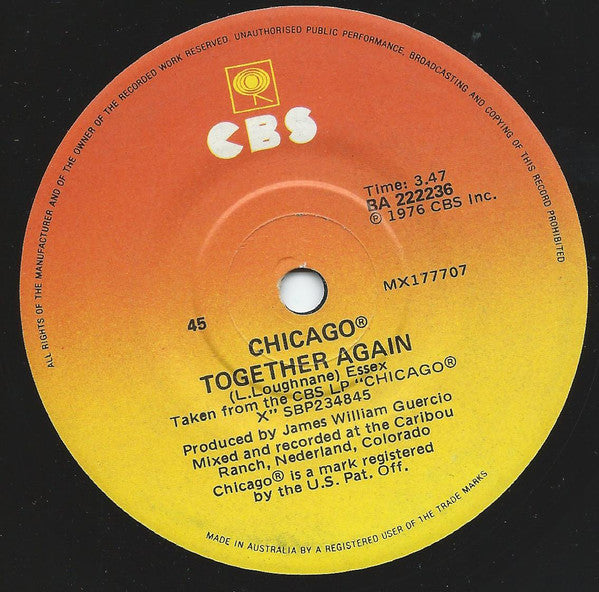 ALL RIGHTS OF THE MANUFACTURER AND OF THE OWNER OF THE RECORDED WORK RESERVED. UNAUTHORISED PUBLIC PERFORMANCE, BROADCASTING AND COPYING OF THIS RECORD PROHIBITED
CBS
Time: 3.47
BA 222236
℗ 1976 CBS Inc.
MX177707
45
CHICAGO®
TOGETHER AGAIN
(L.Loughnane) Essex
Taken from the CBS LP "CHICAGO®
X" SBP234845
Produced by James William Guercio
Mixed and recorded at the Caribou
Ranch, Nederland, Colorado
Chicago® is a mark registered
by the U.S. Pat. Off.
MADE IN AUSTRALIA BY A REGISTERED USER OF THE TRADE MARKS